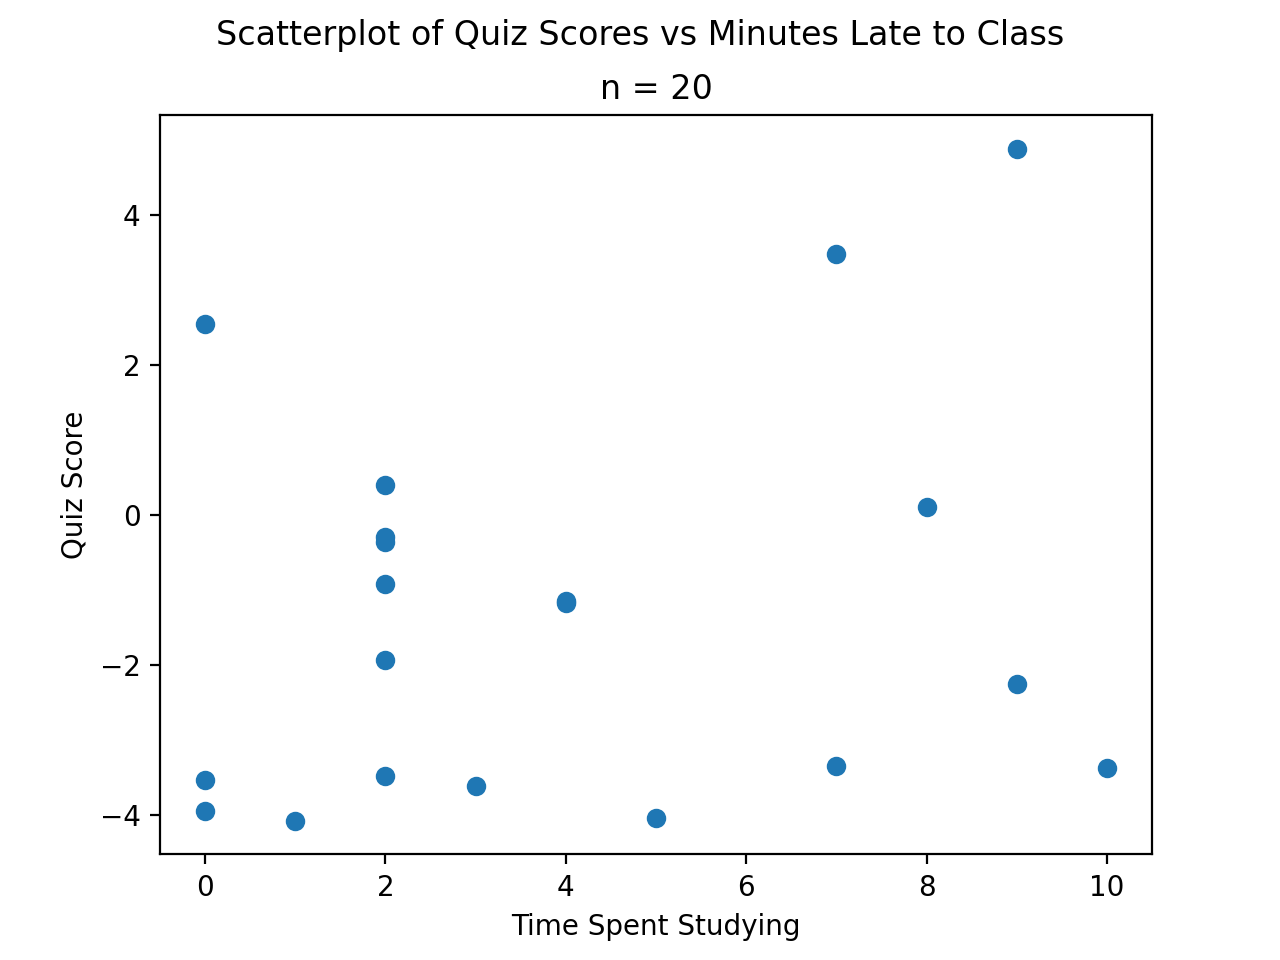 Scatterplot of Quiz Scores vs Minutes Late to Class
n = 20
Quiz Score
4
2
0
−2
−4
0 2 4 6 8 10
Time Spent Studying